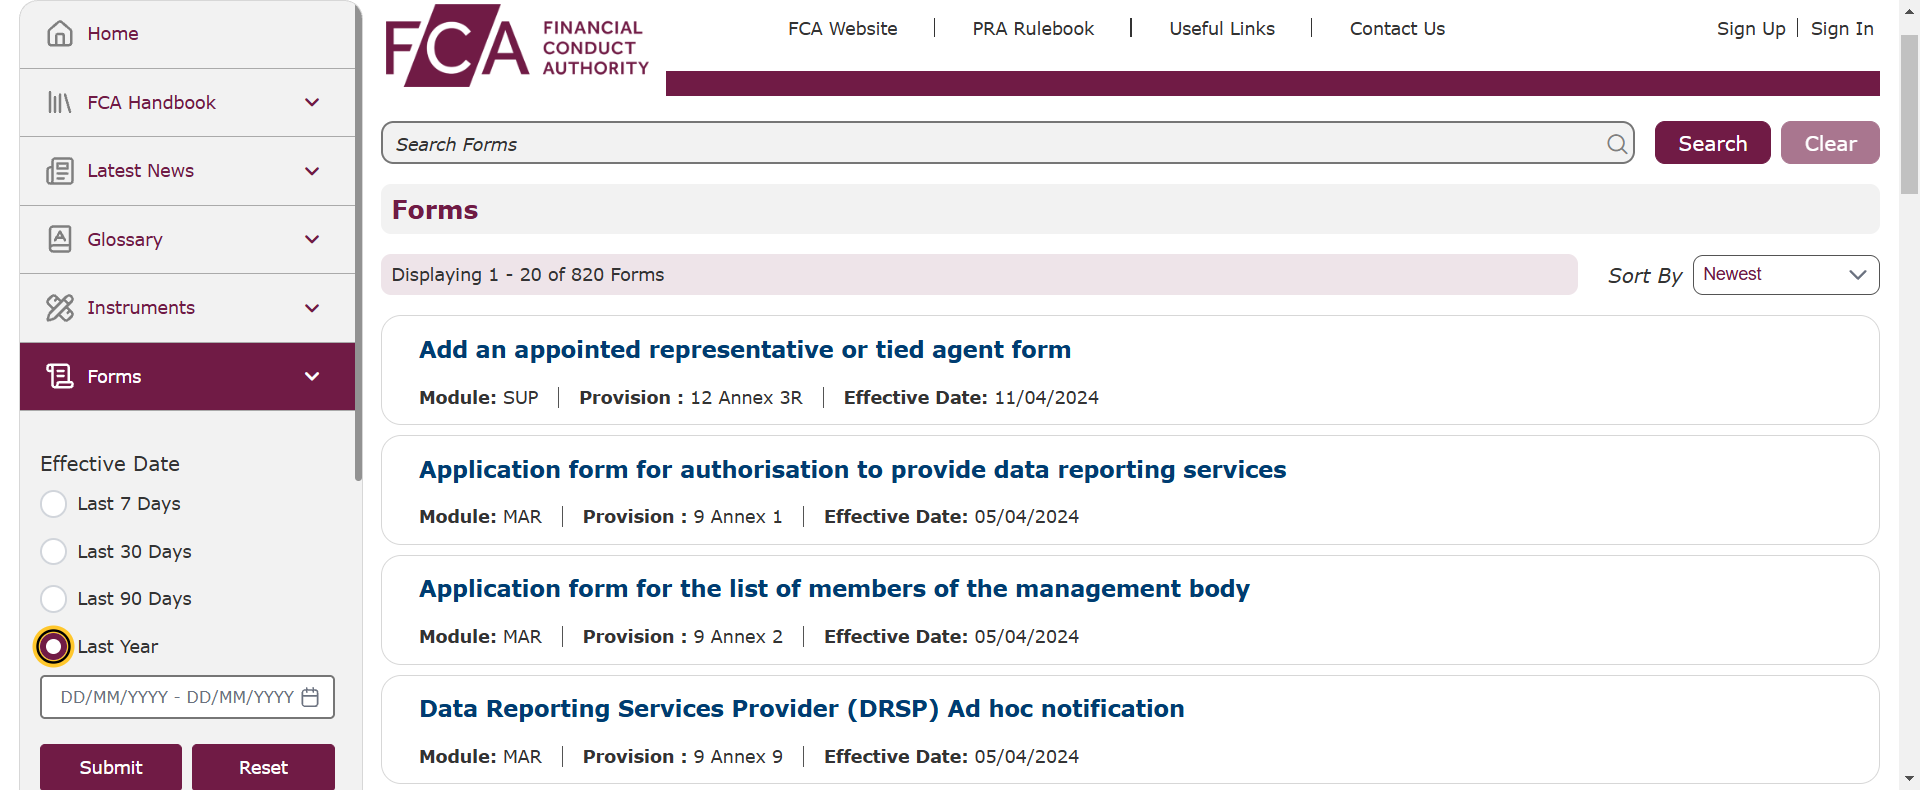 Home
FCA Handbook
Latest News
Glossary
Instruments
Forms
Effective Date
Last 7 Days
Last 30 Days
Last 90 Days
Last Year
DD/MM/YYYY - DD/MM/YYYY
Submit Reset
FCA FINANCIAL
CONDUCT
AUTHORITY
FCA Website PRA Rulebook Useful Links Contact Us Sign Up Sign In
Search Forms Search Clear
Forms
Displaying 1 - 20 of 820 Forms Sort By Newest
Add an appointed representative or tied agent form
Module: SUP Provision : 12 Annex 3R Effective Date: 11/04/2024
Application form for authorisation to provide data reporting services
Module: MAR Provision : 9 Annex 1 Effective Date: 05/04/2024
Application form for the list of members of the management body
Module: MAR Provision : 9 Annex 2 Effective Date: 05/04/2024
Data Reporting Services Provider (DRSP) Ad hoc notification
Module: MAR Provision : 9 Annex 9 Effective Date: 05/04/2024